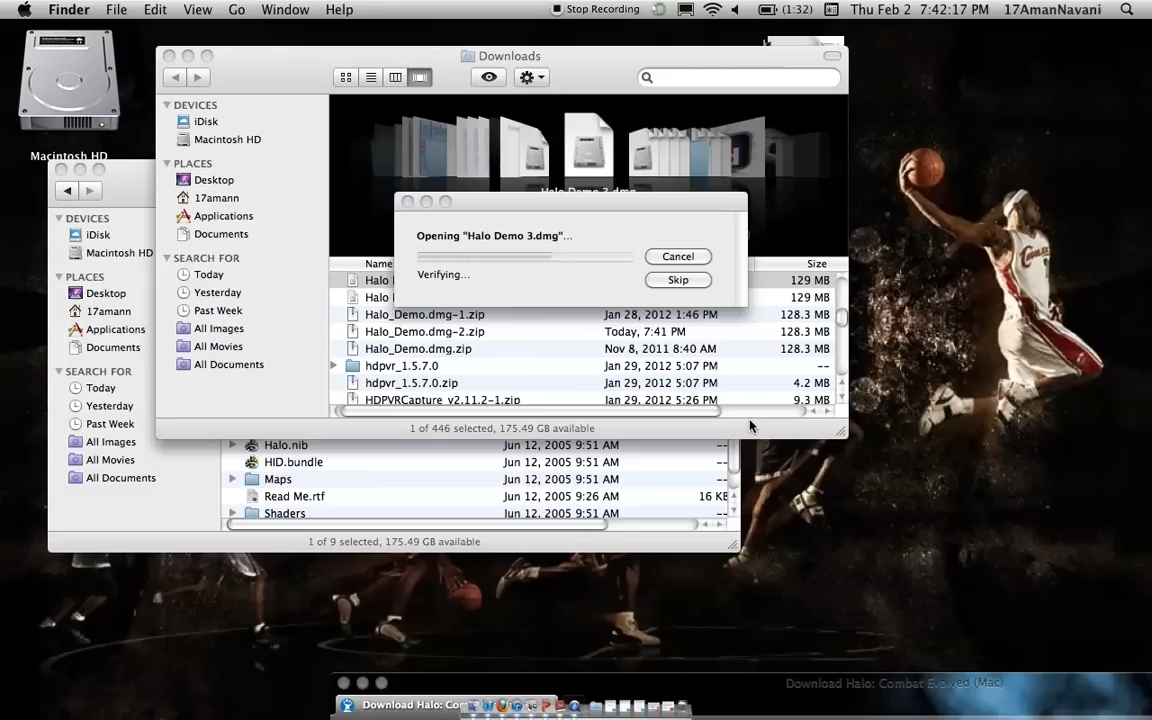 Finder File Edit View Go Window Help Stop Recording (1:32) Thu Feb 2 7:42:17 PM 17AmanNavani
Macintosh HD
Downloads
DEVICES
iDisk
Macintosh HD
PLACES
Desktop
17amann
Applications
Documents
SEARCH FOR
Today
Yesterday
Past Week
All Images
All Movies
All Documents
Halo Demo 3.dmg
Opening "Halo Demo 3.dmg"...
Verifying...
Cancel
Skip
Name Size
Halo 129 MB
Halo 129 MB
Halo_Demo.dmg-1.zip Jan 28, 2012 1:46 PM 128.3 MB
Halo_Demo.dmg-2.zip Today, 7:41 PM 128.3 MB
Halo_Demo.dmg.zip Nov 8, 2011 8:40 AM 128.3 MB
hdpvr_1.5.7.0 Jan 29, 2012 5:07 PM --
hdpvr_1.5.7.0.zip Jan 29, 2012 5:07 PM 4.2 MB
HDPVRCapture_v2.11.2-1.zip Jan 29, 2012 5:26 PM 9.3 MB
1 of 446 selected, 175.49 GB available
DEVICES
iDisk
Macintosh HD
PLACES
Desktop
17amann
Applications
Documents
SEARCH FOR
Today
Yesterday
Past Week
All Images
All Movies
All Documents
Halo.nib Jun 12, 2005 9:51 AM --
HID.bundle Jun 12, 2005 9:51 AM --
Maps Jun 12, 2005 9:51 AM --
Read Me.rtf Jun 12, 2005 9:26 AM 16 KB
Shaders Jun 12, 2005 9:51 AM --
1 of 9 selected, 175.49 GB available
Download Halo: Combat Evolved (Mac)
Download Halo: Com
CAVALIERS